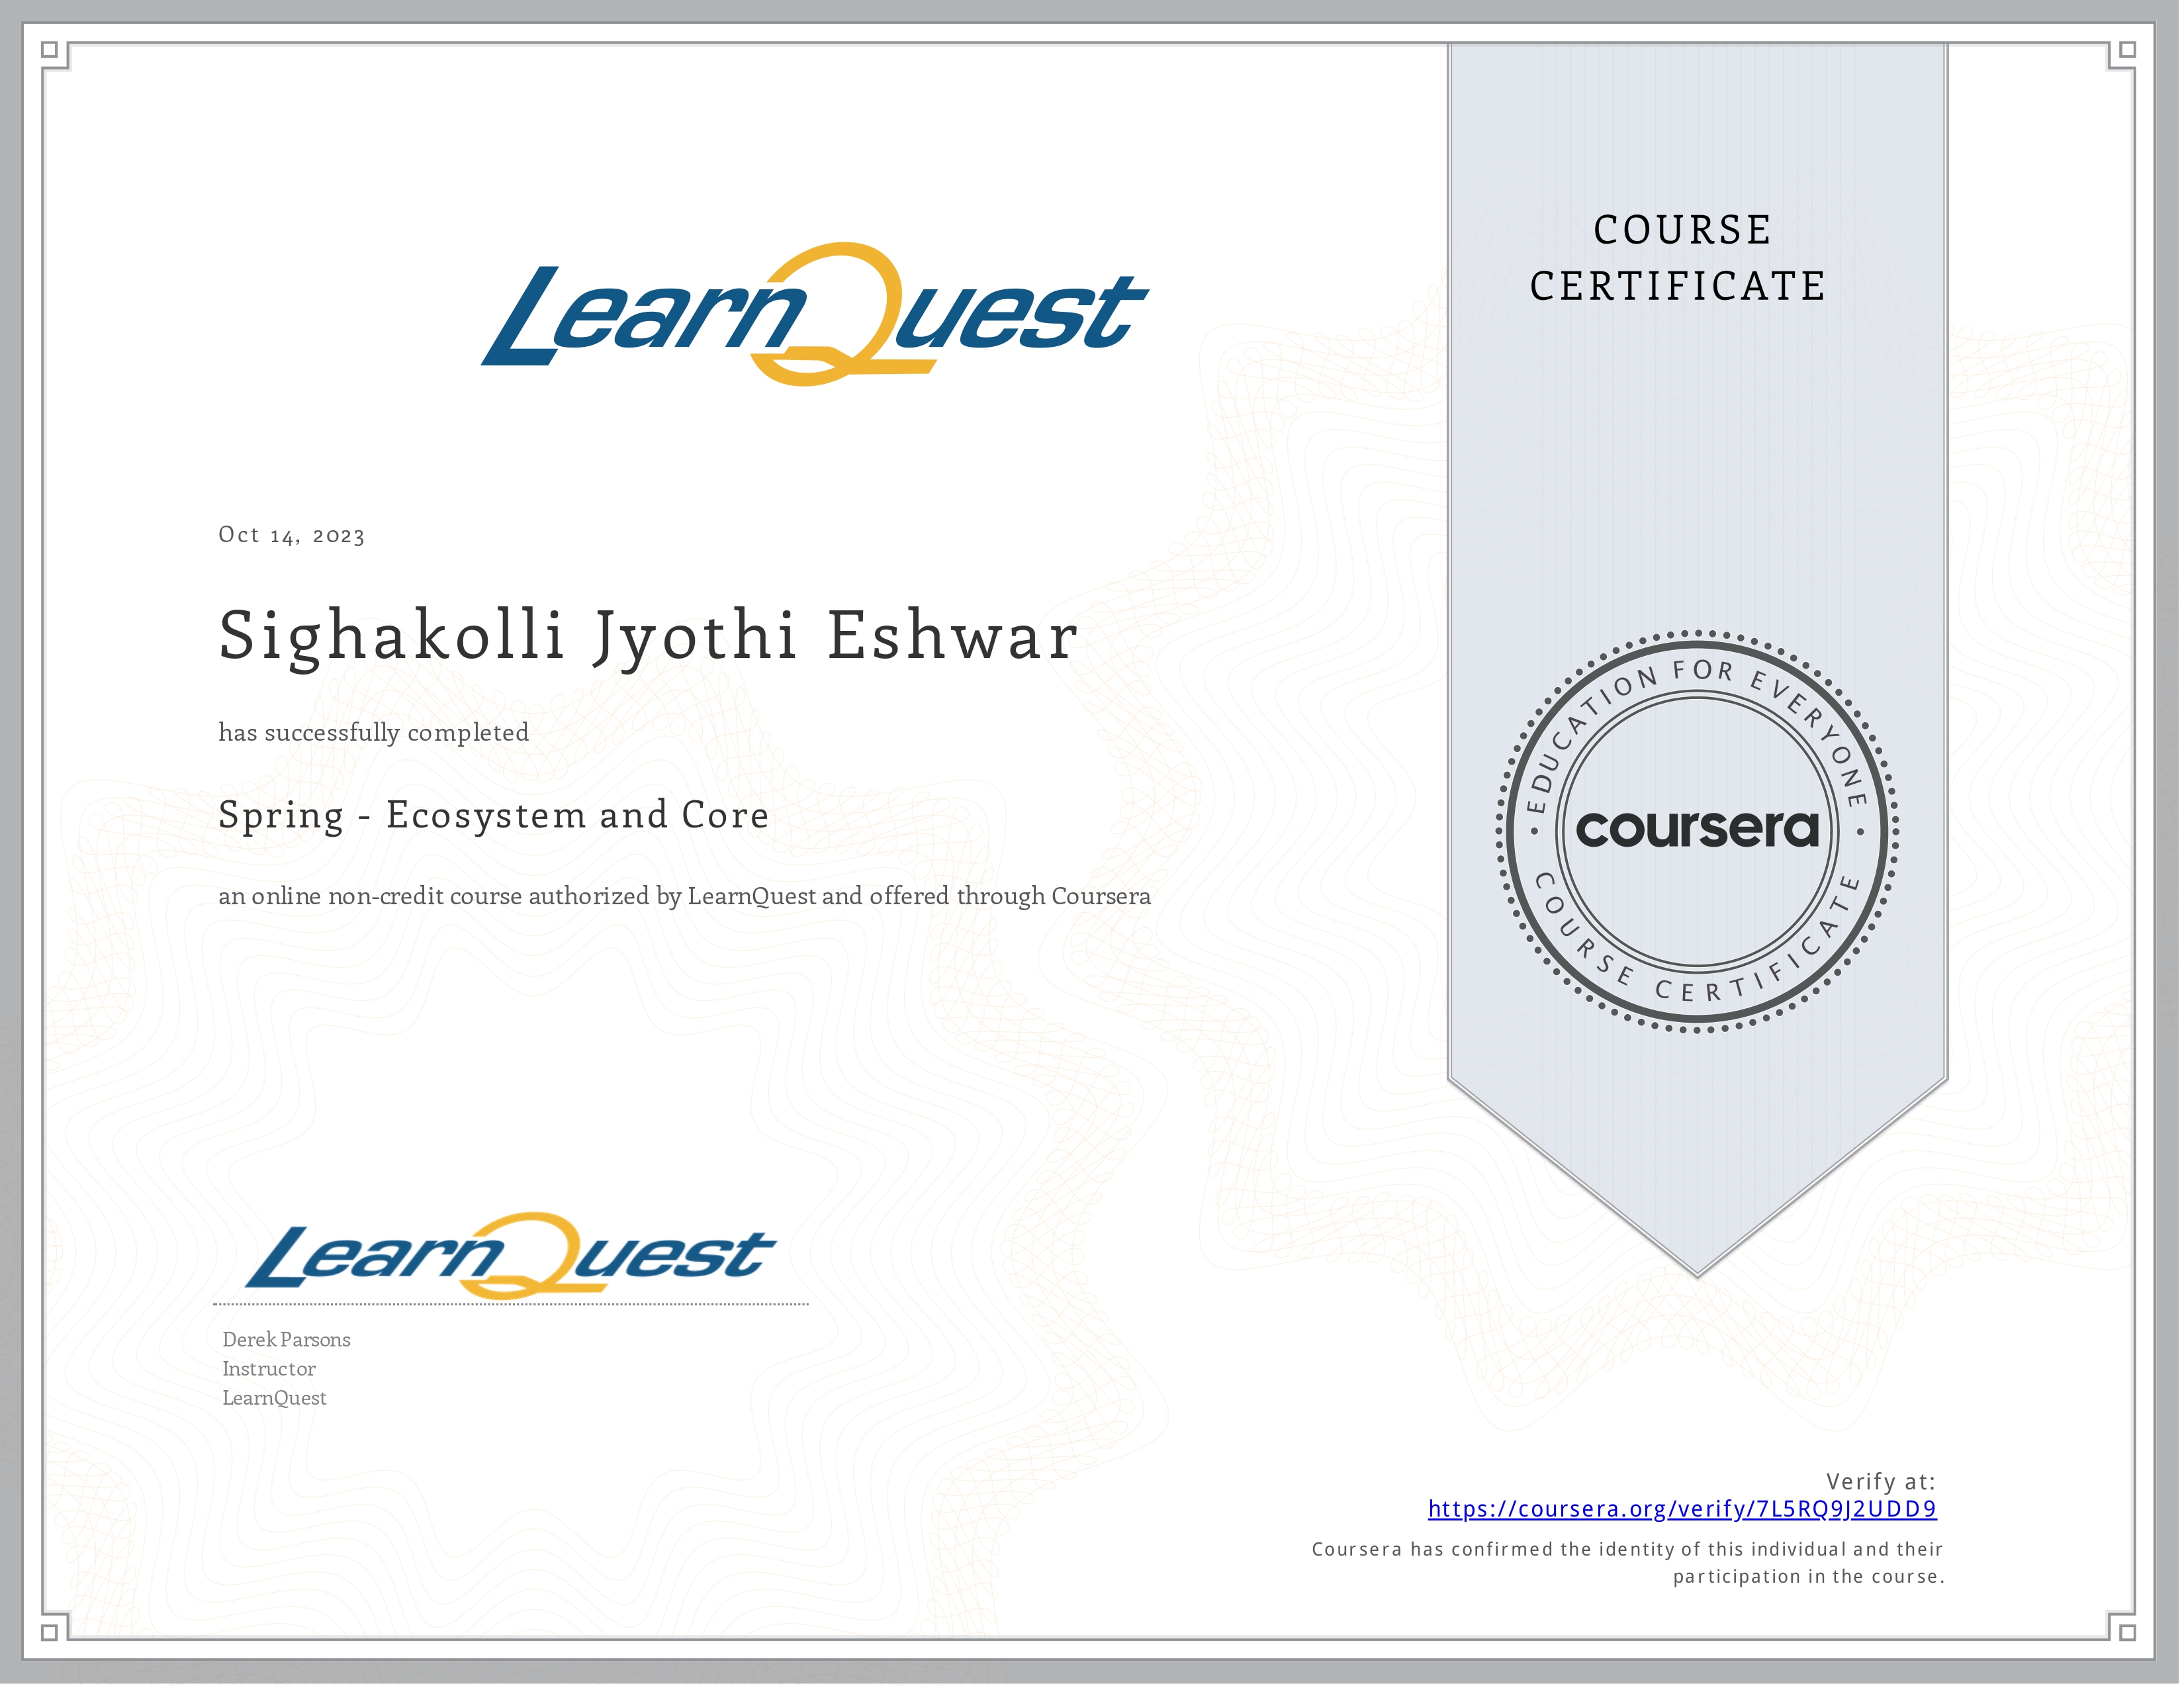 LearnQuest
COURSE
CERTIFICATE
Oct 14, 2023
Sighakolli Jyothi Eshwar
has successfully completed
Spring - Ecosystem and Core
an online non-credit course authorized by LearnQuest and offered through Coursera
EDUCATION FOR EVERYONE
coursera
COURSE CERTIFICATE
LearnQuest
Derek Parsons
Instructor
LearnQuest
Verify at:
https://coursera.org/verify/7L5RQ9J2UDD9
Coursera has confirmed the identity of this individual and their
participation in the course.